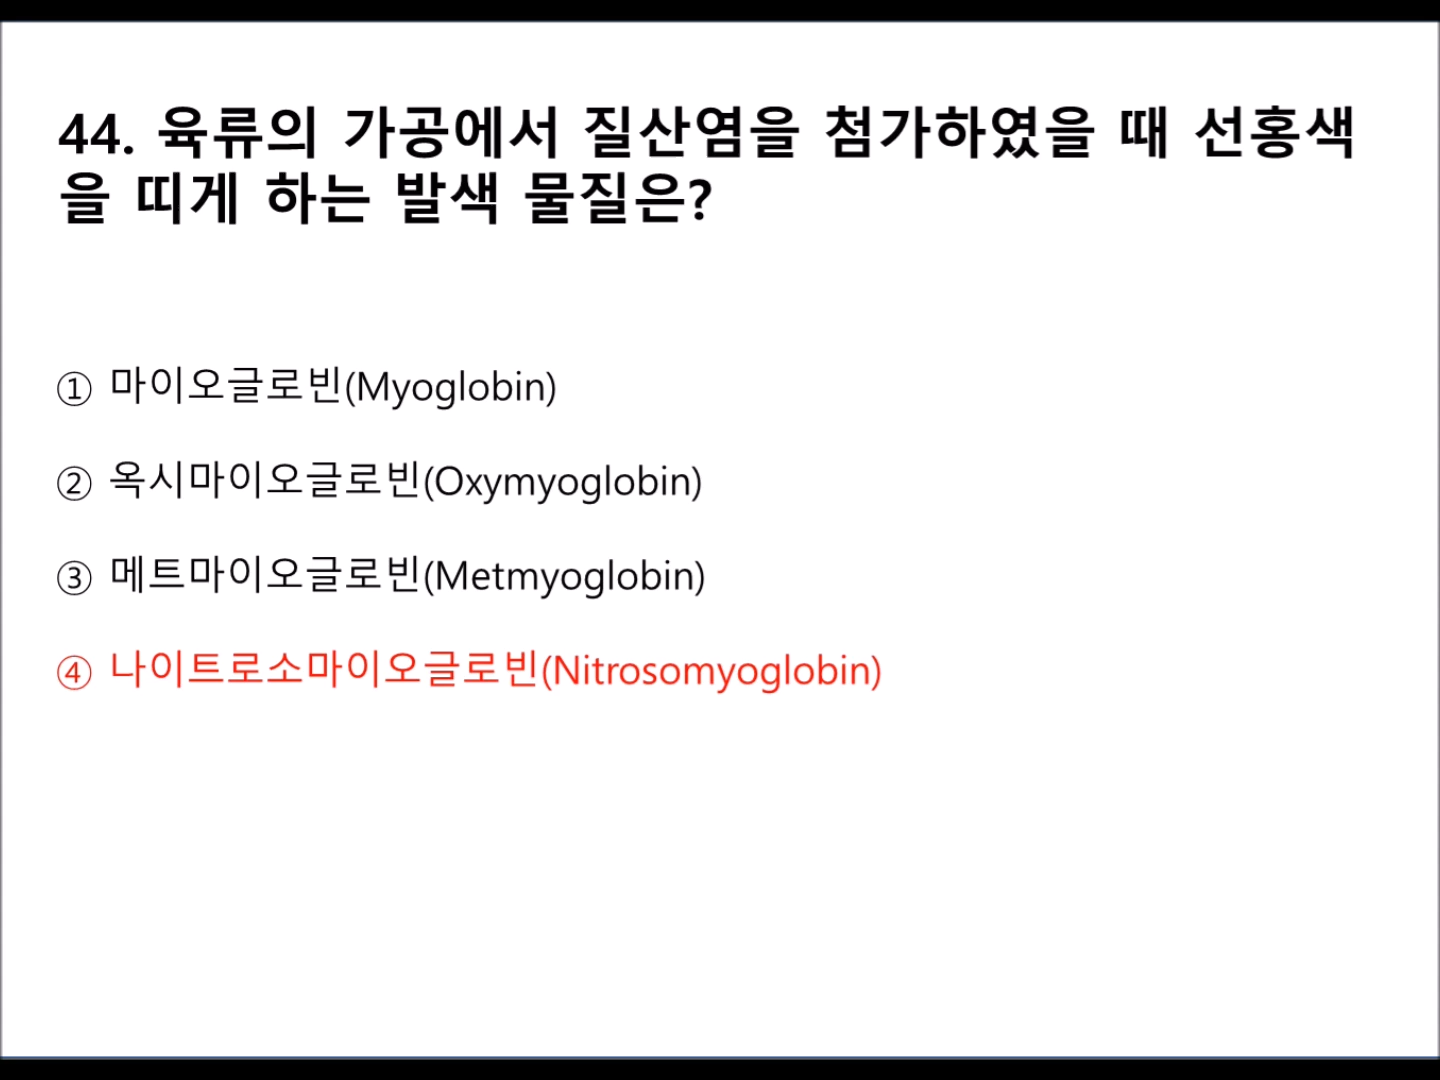 44. 육류의 가공에서 질산염을 첨가하였을 때 선홍색
을 띠게 하는 발색 물질은?
① 마이오글로빈(Myoglobin)
② 옥시마이오글로빈(Oxymyoglobin)
③ 메트마이오글로빈(Metmyoglobin)
④ 나이트로소마이오글로빈(Nitrosomyoglobin)